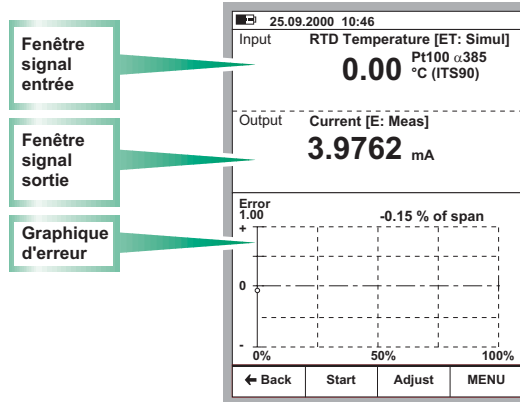 25.09.2000 10:46
Fenêtre
signal
entrée
Input RTD Temperature [ET: Simul]
0.00 Pt100 α385
°C (ITS90)
Fenêtre
signal
sortie
Output Current [E: Meas]
3.9762 mA
Graphique
d'erreur
Error
1.00 -0.15 % of span
+
0
-
0% 50% 100%
← Back Start Adjust MENU